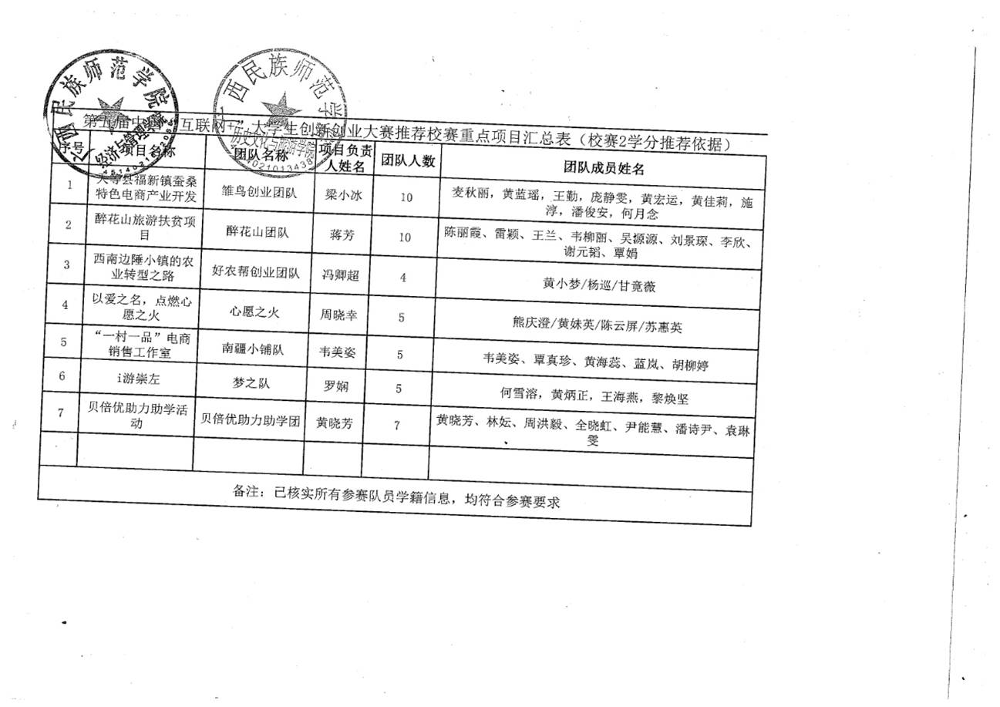 广西民族师范学院
经济与管理学院
西民族师范学
历史文化与旅游学院
4021013438
第五届中国“互联网+”大学生创新创业大赛推荐校赛重点项目汇总表（校赛2学分推荐依据）
序号 项目名称 团队名称 项目负责人姓名 团队人数 团队成员姓名
1 天等县福新镇蚕桑 雏鸟创业团队 梁小冰 10 麦秋丽，黄蓝瑶，王勤，庞静雯，黄宏运，黄佳莉，施
特色电商产业开发 淳，潘俊安，何月念
2 醉花山旅游扶贫项 醉花山团队 蒋芳 10 陈丽霞、雷颖、王兰、韦柳丽、吴源源、刘景琛、李欣、
目 谢元韬、覃娟
3 西南边陲小镇的农 好农帮创业团队 冯卿超 4 黄小梦/杨巡/甘竟薇
业转型之路
4 以爱之名，点燃心 心愿之火 周晓幸 5 熊庆澄/黄妹英/陈云屏/苏惠英
愿之火
5 “一村一品”电商 南疆小铺队 韦美姿 5 韦美姿、覃真珍、黄海蕊、蓝岚、胡柳婷
销售工作室
6 i游崇左 梦之队 罗娴 5 何雪溶，黄炳正，王海燕，黎焕坚
7 贝倍优助力助学活 贝倍优助力助学团 黄晓芳 7 黄晓芳、林妘、周洪毅、全晓虹、尹能慧、潘诗尹、袁琳
动 雯
备注：已核实所有参赛队员学籍信息，均符合参赛要求